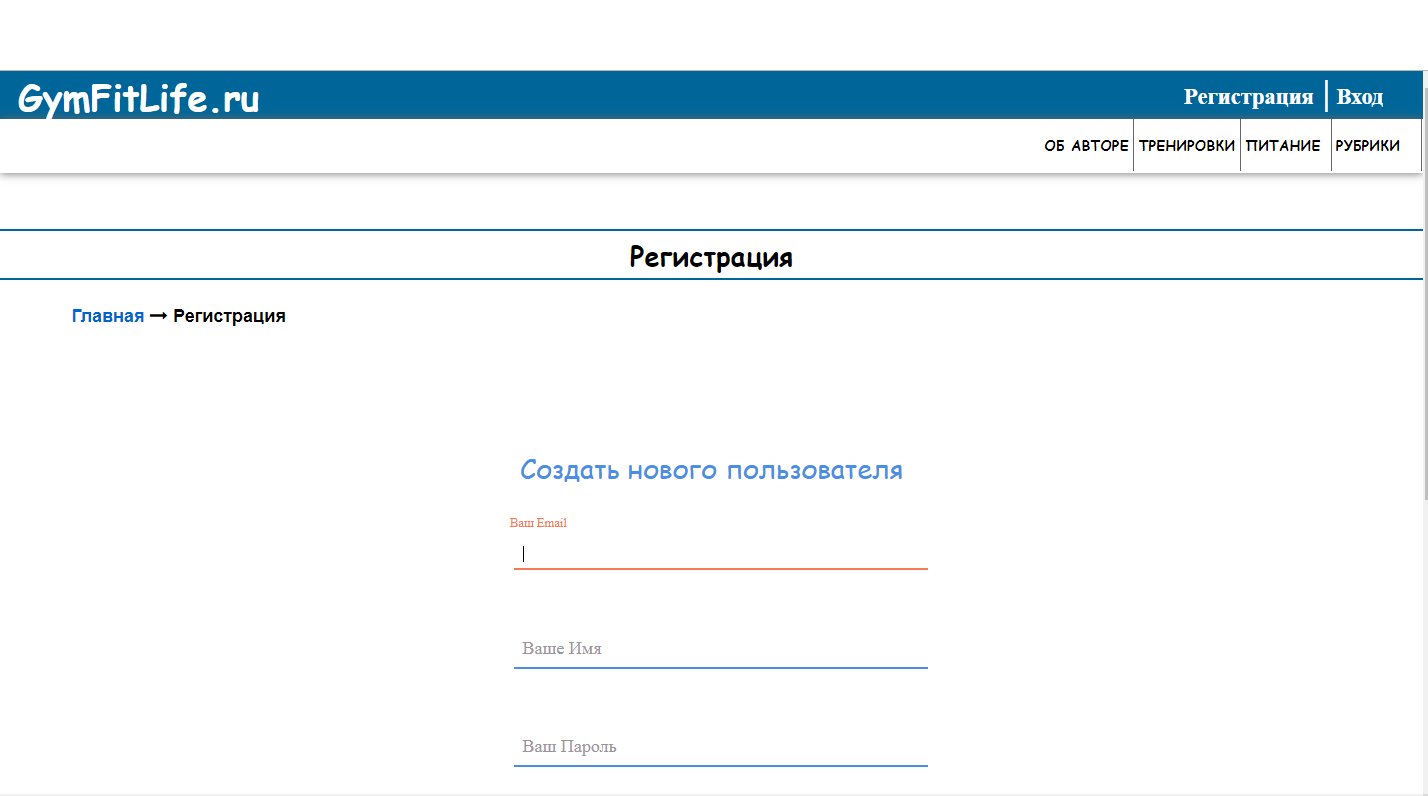 GymFitLife.ru
Регистрация | Вход
ОБ АВТОРЕ ТРЕНИРОВКИ ПИТАНИЕ РУБРИКИ
Регистрация
Главная → Регистрация
Создать нового пользователя
Ваш Email
Ваше Имя
Ваш Пароль